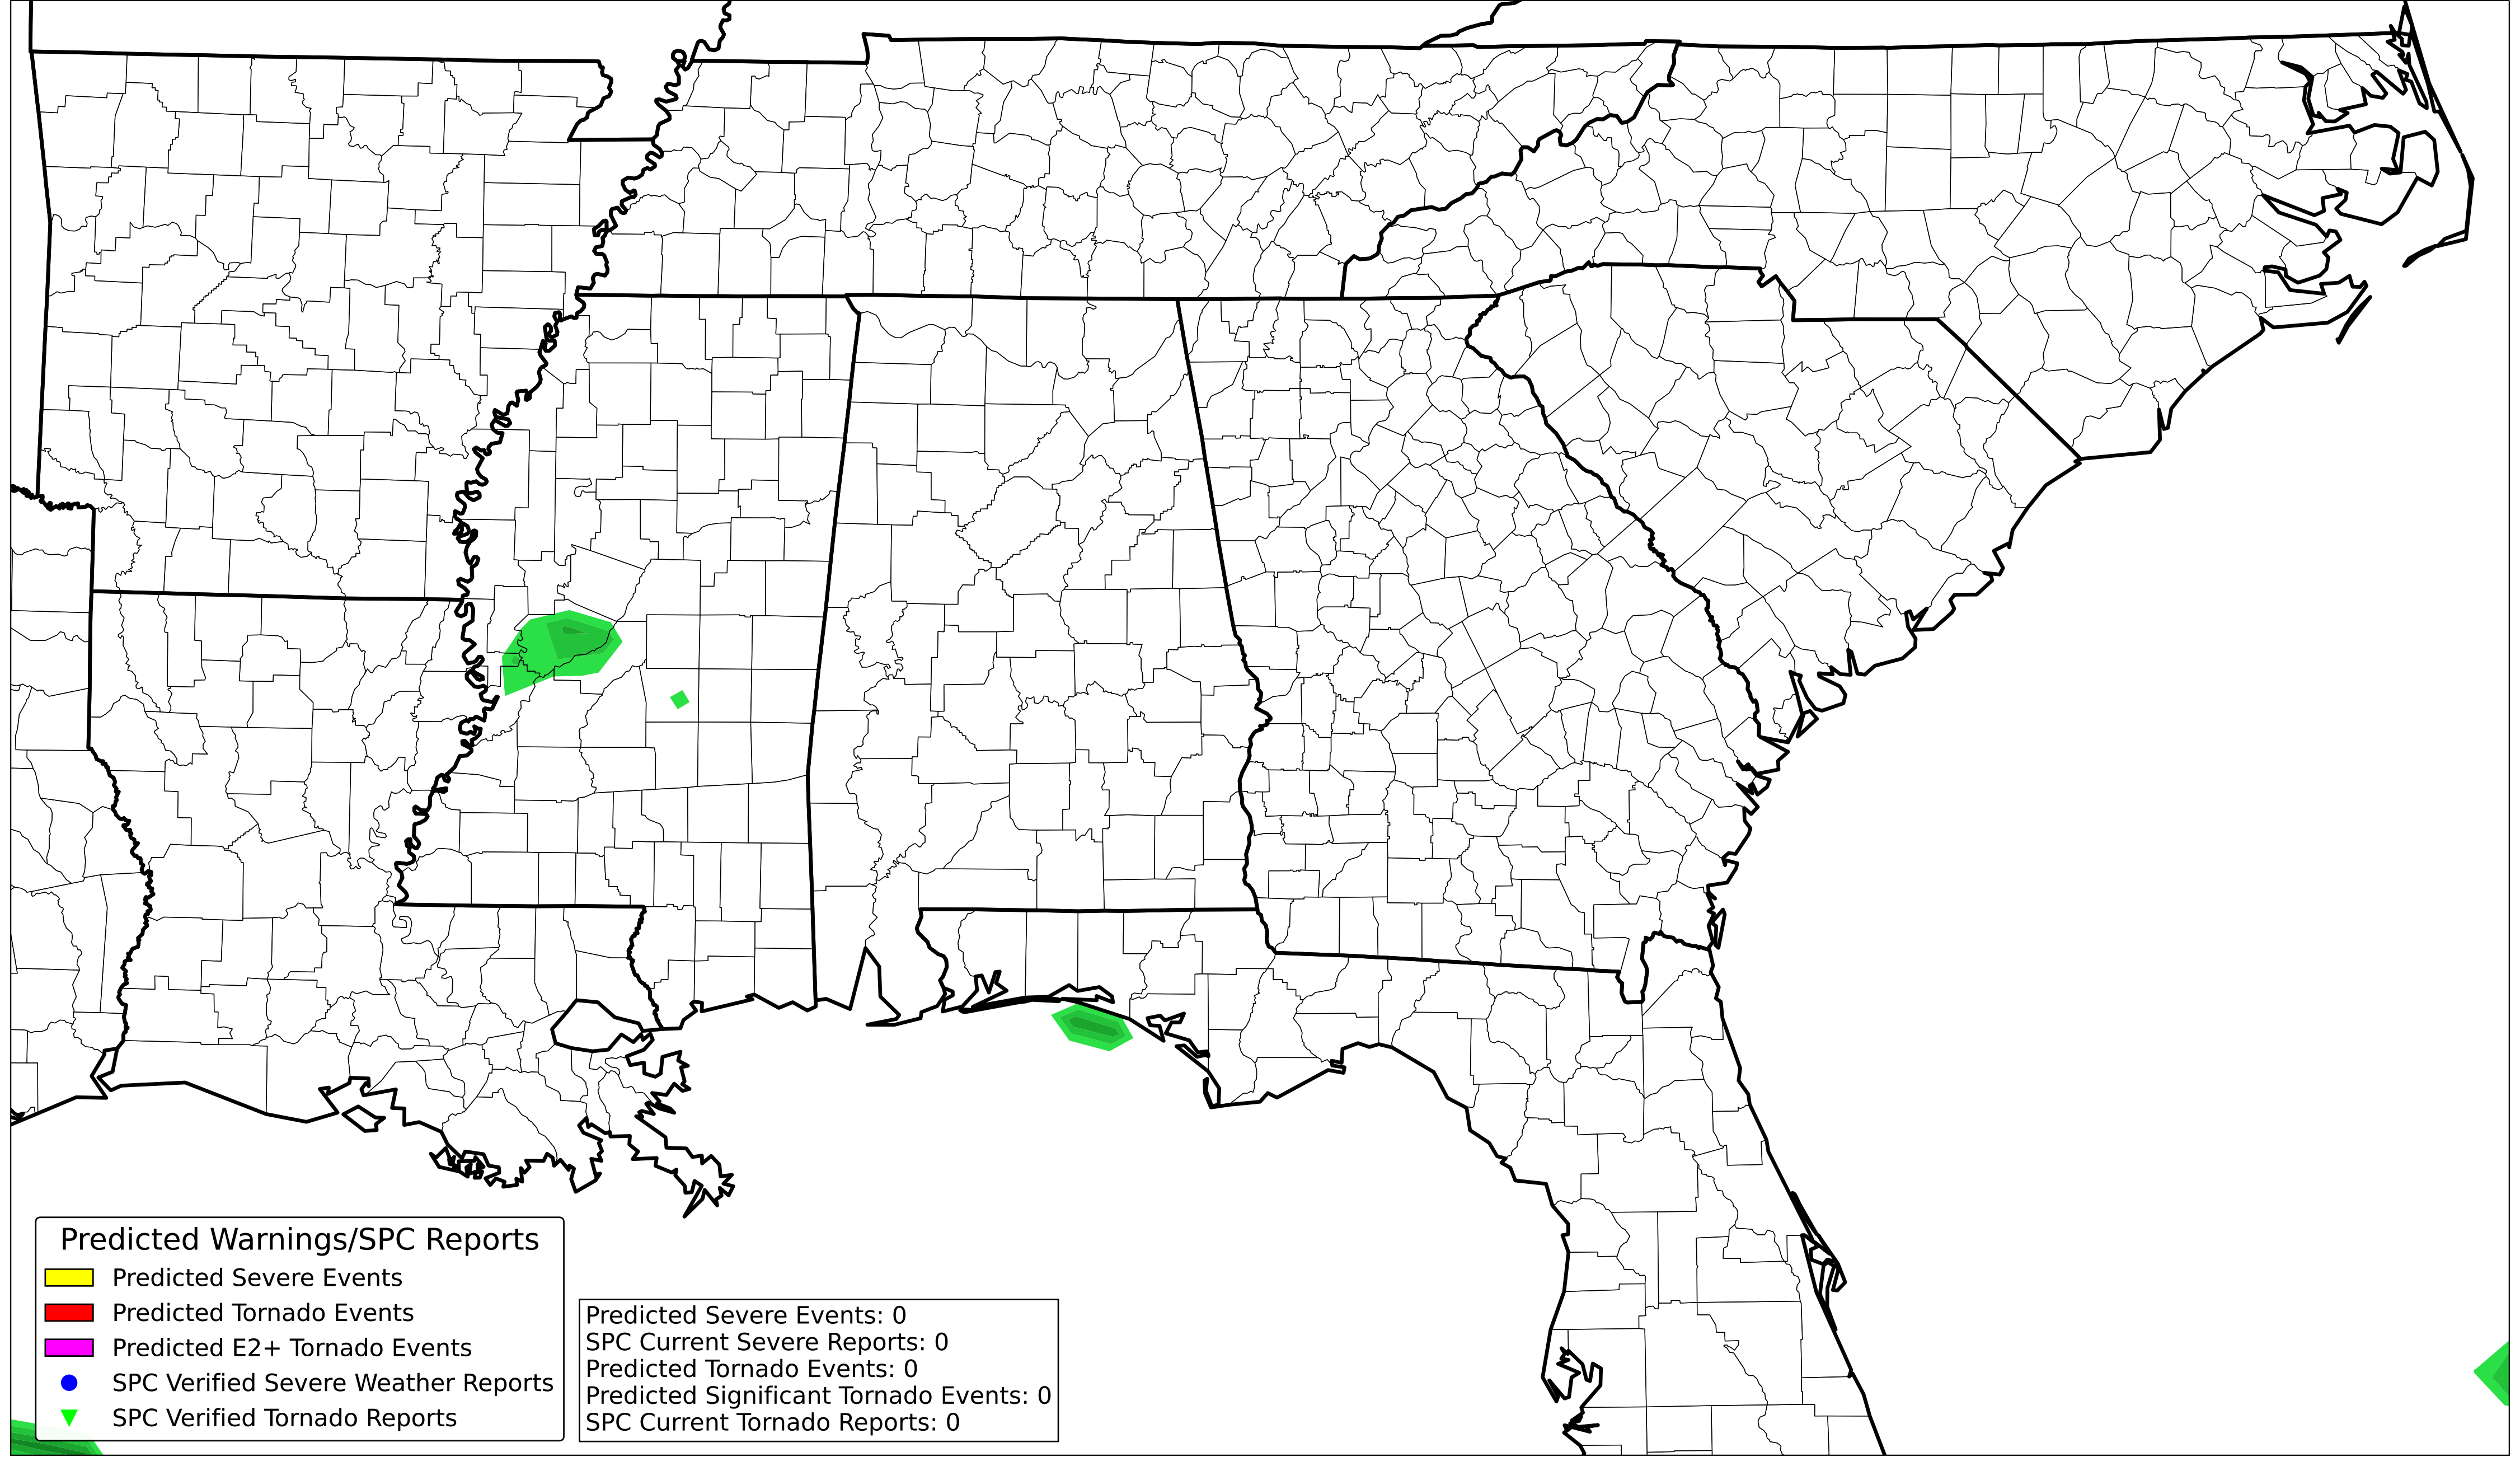 Predicted Warnings/SPC Reports
Predicted Severe Events
Predicted Tornado Events
Predicted E2+ Tornado Events
SPC Verified Severe Weather Reports
SPC Verified Tornado Reports
Predicted Severe Events: 0
SPC Current Severe Reports: 0
Predicted Tornado Events: 0
Predicted Significant Tornado Events: 0
SPC Current Tornado Reports: 0